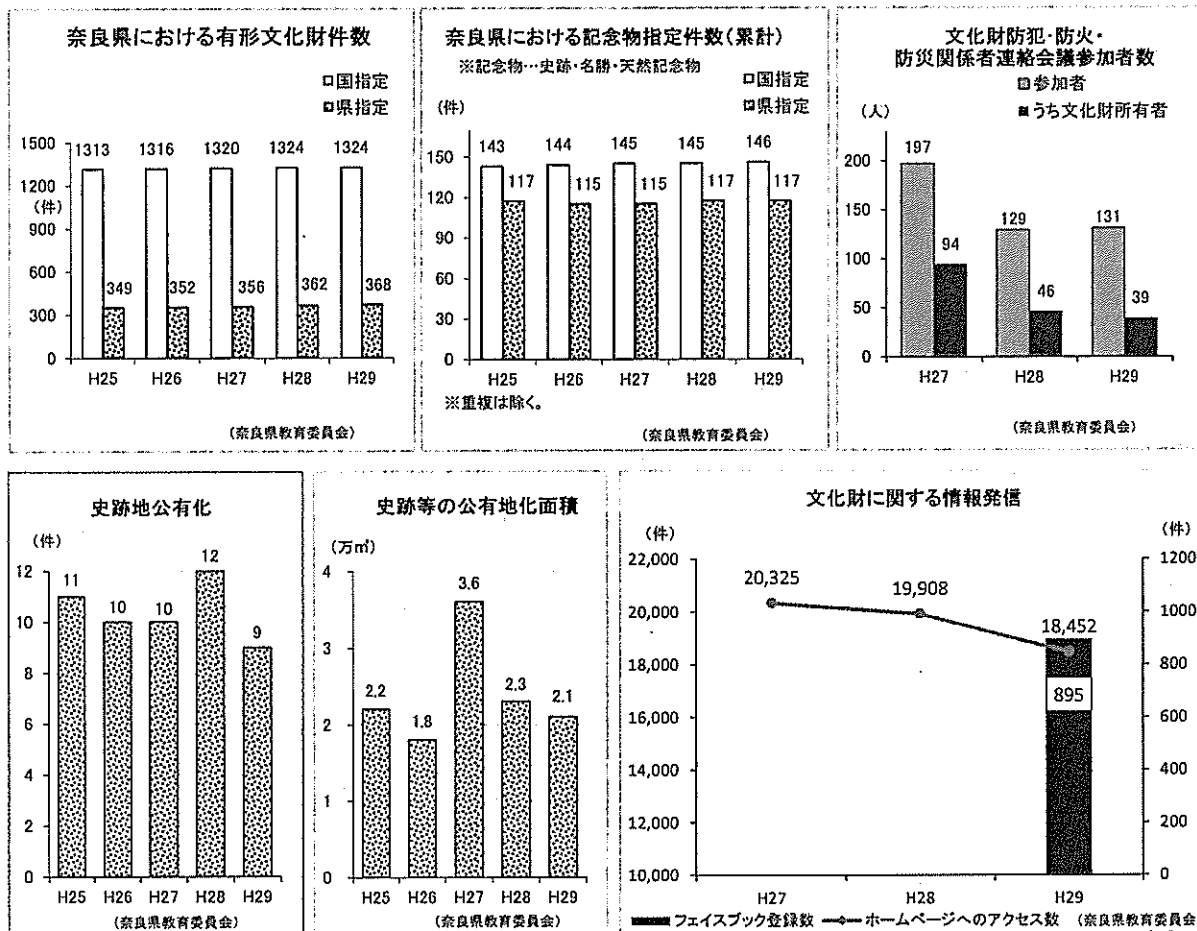 奈良県における有形文化財件数
□国指定
県指定
1500
1200
(件)
900
600
300
0
1313
1316
1320
1324
1324
349
352
356
362
368
H25
H26
H27
H28
H29
(奈良県教育委員会)
奈良県における記念物指定件数(累計)
※記念物…史跡・名勝・天然記念物
□国指定
県指定
(件)
150
120
90
60
30
0
143
144
145
145
146
117
115
115
117
117
H25
H26
H27
H28
H29
※重複は除く。
(奈良県教育委員会)
文化財防犯・防火・
防災関係者連絡会議参加者数
参加者
■うち文化財所有者
(人)
200
150
100
50
0
197
129
131
94
46
39
H27
H28
H29
(奈良県教育委員会)
史跡地公有化
(件)
12
10
8
6
4
2
0
11
10
10
12
9
H25
H26
H27
H28
H29
(奈良県教育委員会)
史跡等の公有地化面積
(万㎡)
4
3
2
1
0
2.2
1.8
3.6
2.3
2.1
H25
H26
H27
H28
H29
(奈良県教育委員会)
文化財に関する情報発信
(件)
(件)
22,000
20,000
18,000
16,000
14,000
12,000
10,000
20,325
19,908
18,452
895
1200
1000
800
600
400
200
0
H27
H28
H29
フェイスブック登録数
ホームページへのアクセス数
(奈良県教育委員会